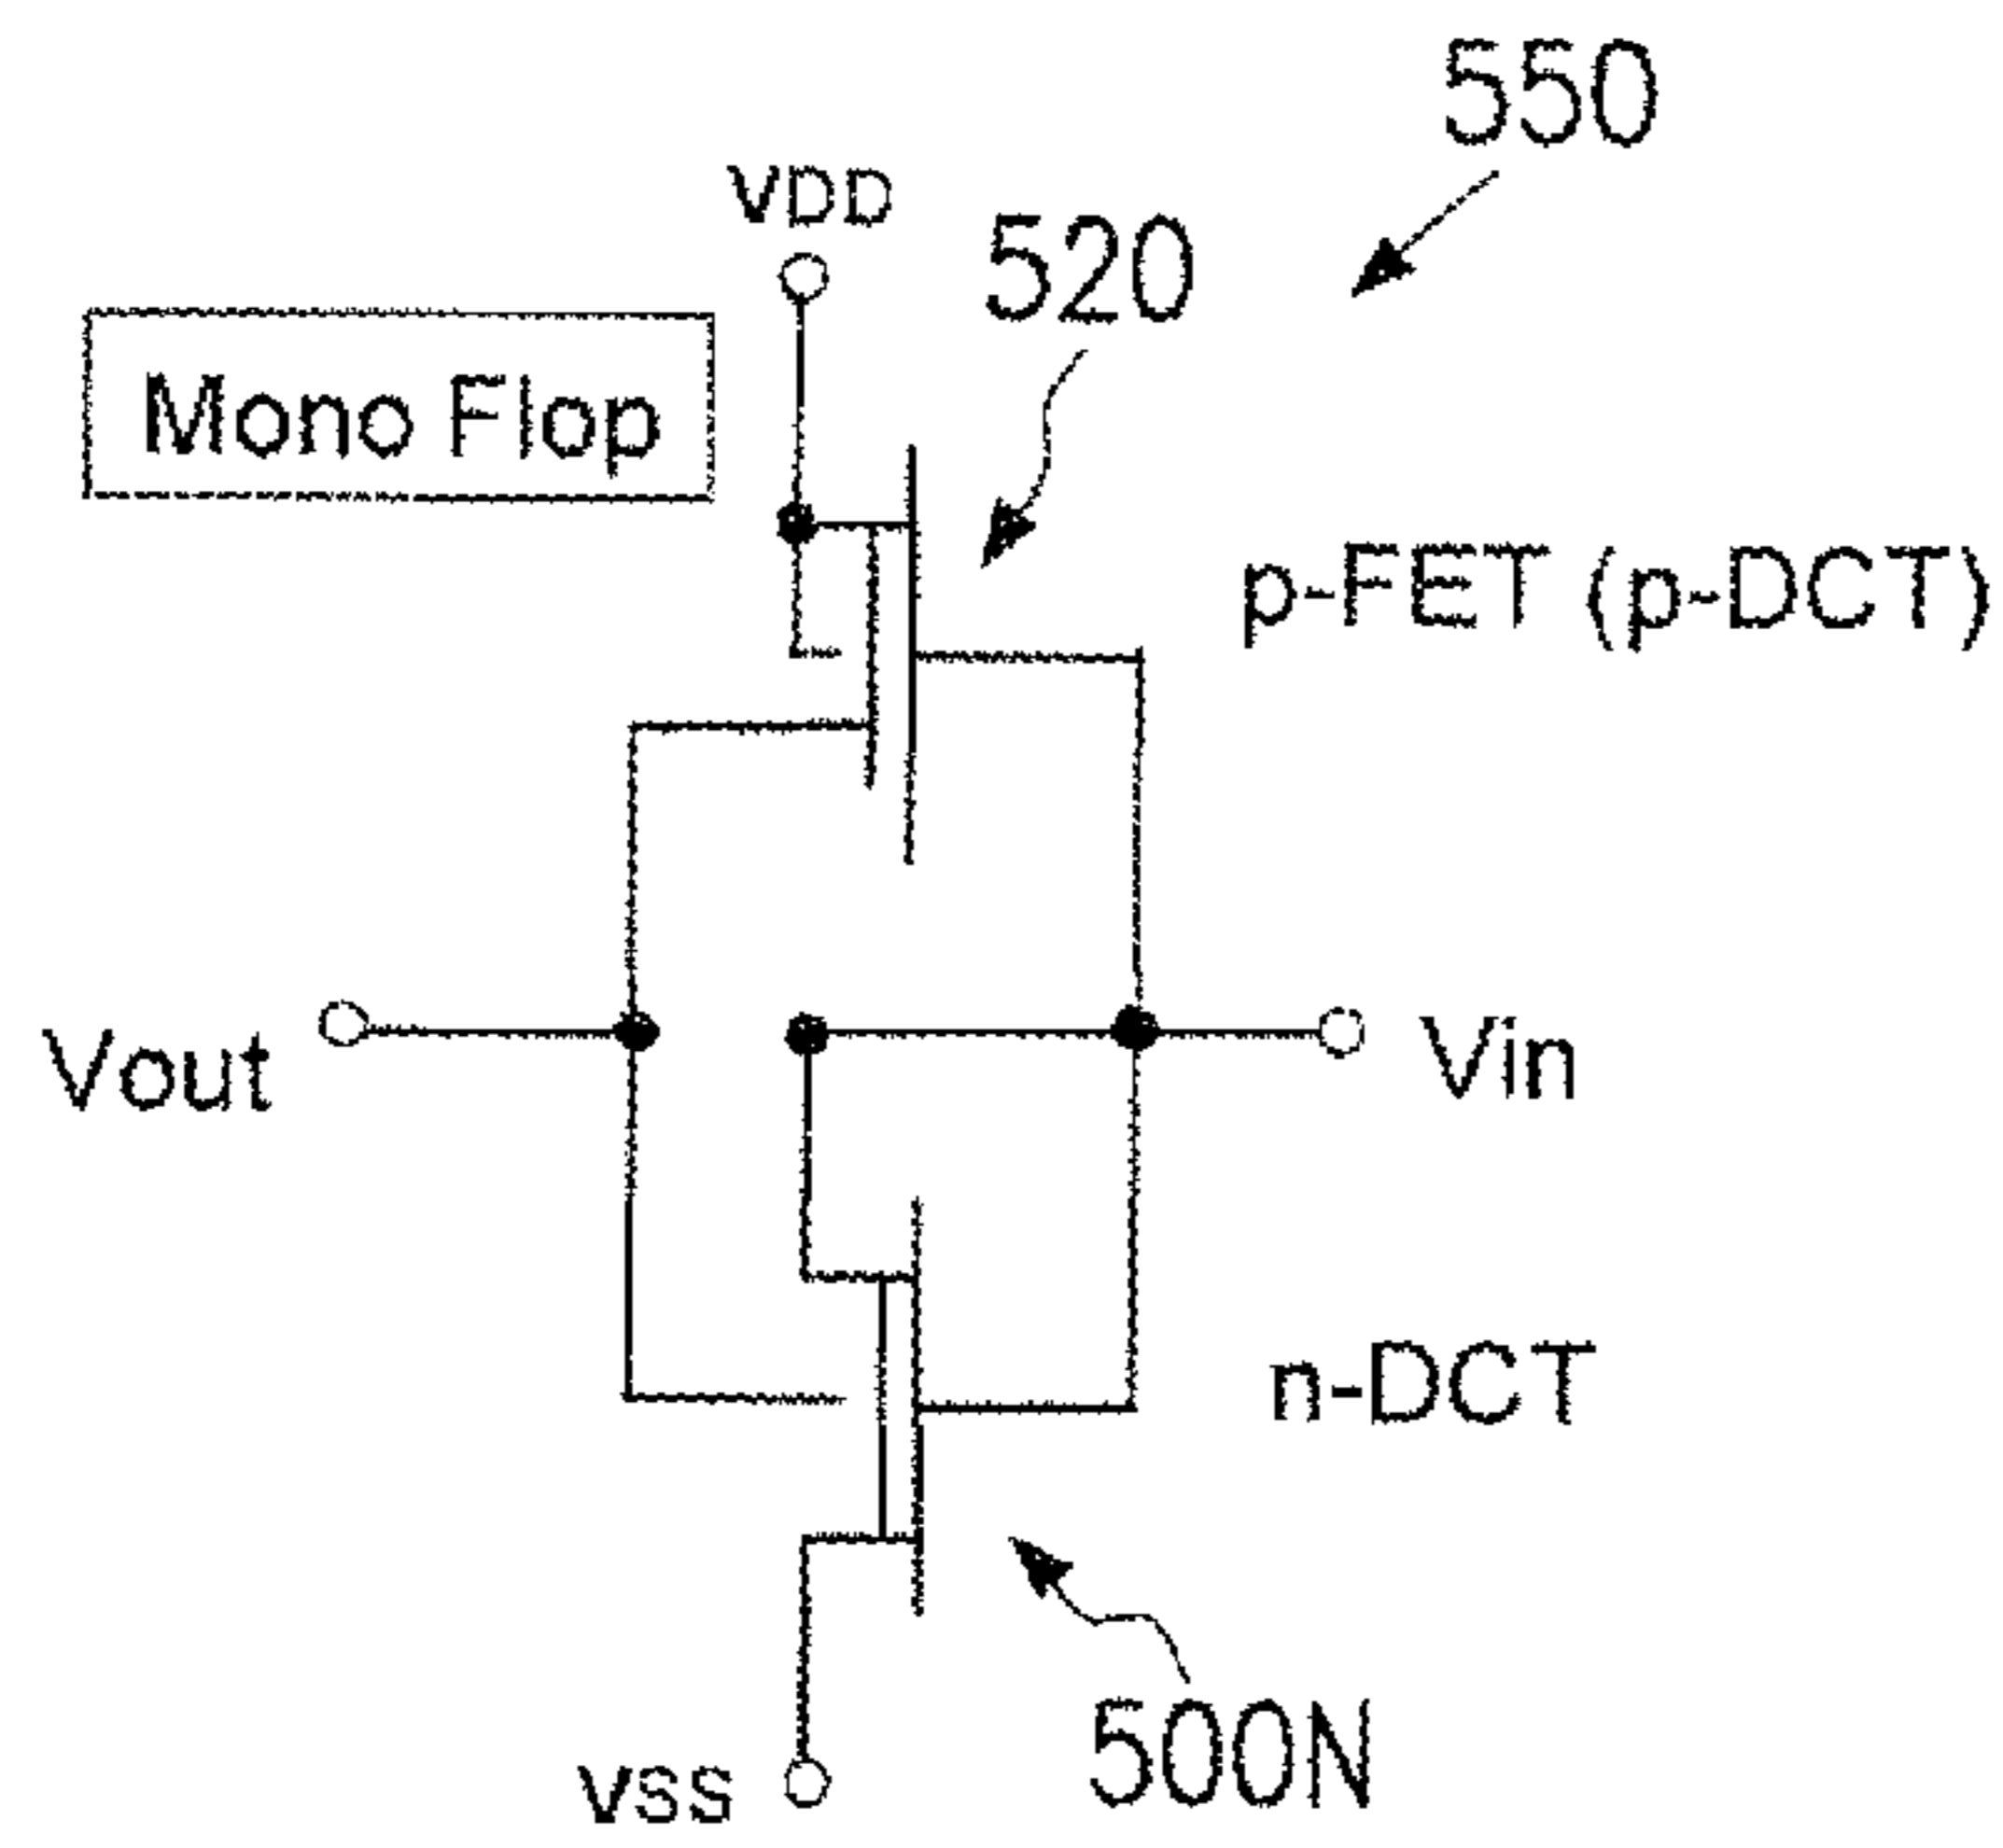 550
VDD
520
Mono Flop
p-FET (p-DCT)
Vout
Vin
n-DCT
500N
VSS